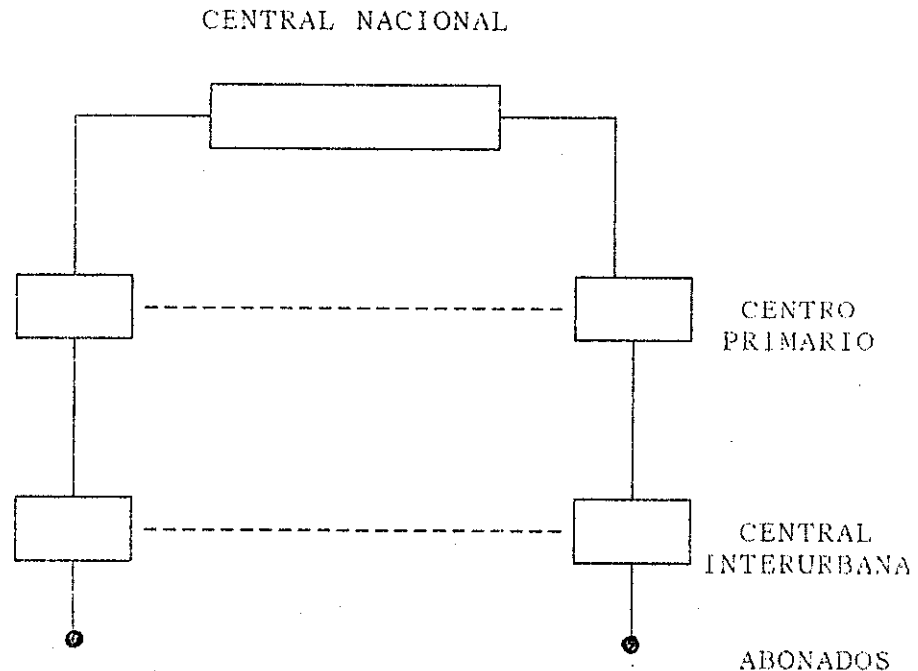 CENTRAL NACIONAL
CENTRO
PRIMARIO
CENTRAL
INTERURBANA
ABONADOS